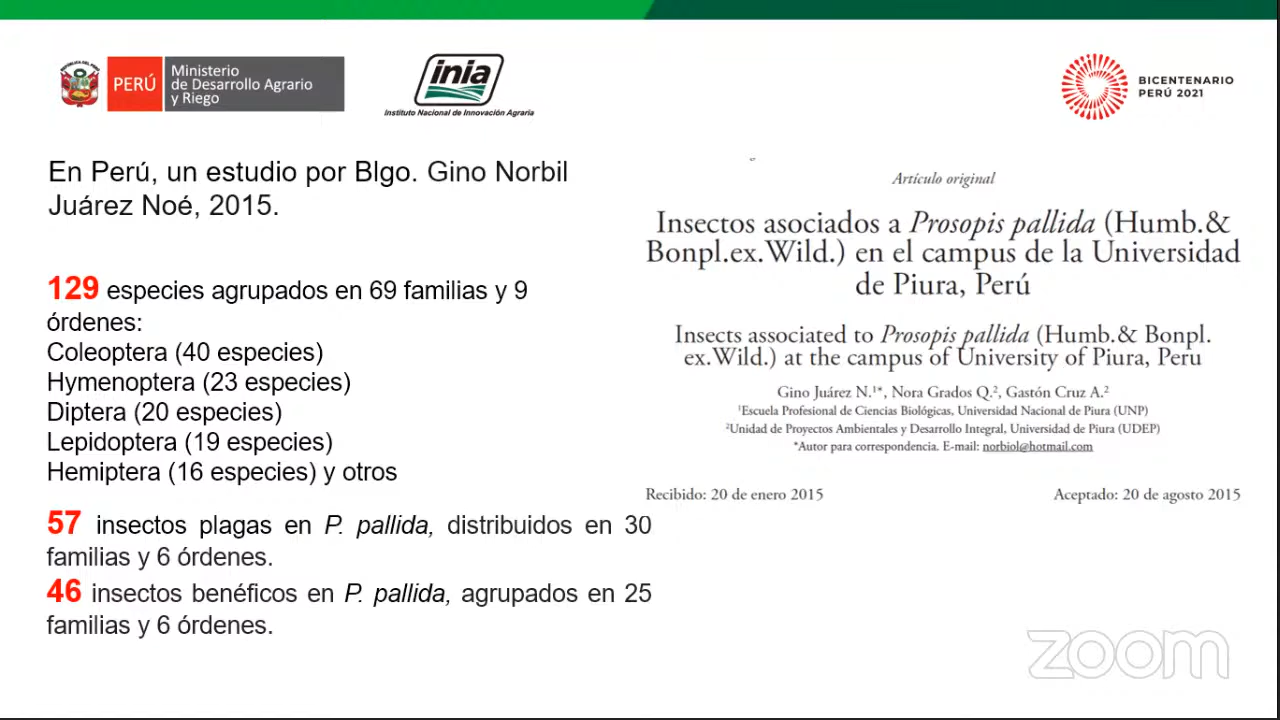 PERÚ
Ministerio
de Desarrollo Agrario
y Riego
inia
Instituto Nacional de Innovación Agraria
BICENTENARIO
PERÚ 2021
En Perú, un estudio por Blgo. Gino Norbil
Juárez Noé, 2015.
129 especies agrupados en 69 familias y 9
órdenes:
Coleoptera (40 especies)
Hymenoptera (23 especies)
Diptera (20 especies)
Lepidoptera (19 especies)
Hemiptera (16 especies) y otros
57 insectos plagas en P. pallida, distribuidos en 30
familias y 6 órdenes.
46 insectos benéficos en P. pallida, agrupados en 25
familias y 6 órdenes.
Artículo original
Insectos asociados a Prosopis pallida (Humb.&
Bonpl.ex.Wild.) en el campus de la Universidad
de Piura, Perú
Insects associated to Prosopis pallida (Humb.& Bonpl.
ex.Wild.) at the campus of University of Piura, Peru
Gino Juárez N.¹*, Nora Grados Q.², Gastón Cruz A.²
¹Escuela Profesional de Ciencias Biológicas, Universidad Nacional de Piura (UNP)
²Unidad de Proyectos Ambientales y Desarrollo Integral, Universidad de Piura (UDEP)
*Autor para correspondencia. E-mail: norbiol@hotmail.com
Recibido: 20 de enero 2015
Aceptado: 20 de agosto 2015
zoom